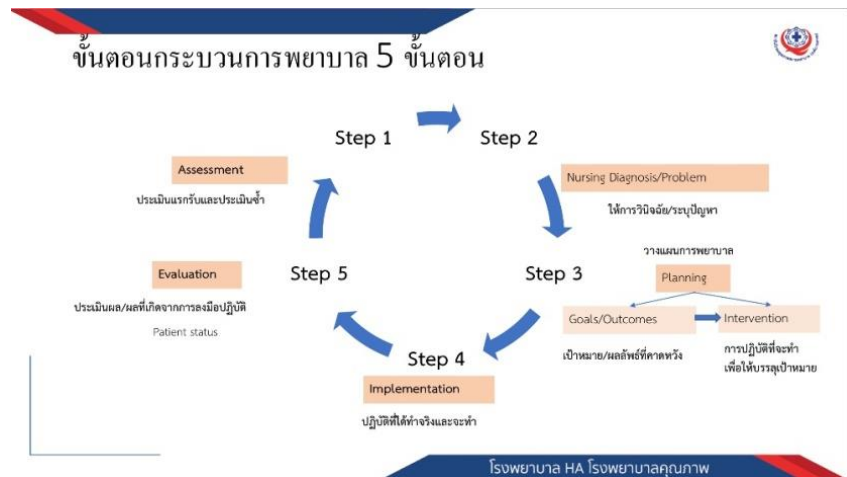 ขั้นตอนกระบวนการพยาบาล 5 ขั้นตอน
Step 1
Step 2
Assessment
ประเมินแรกรับและประเมินซ้ำ
Nursing Diagnosis/Problem
ให้การวินิจฉัย/ระบุปัญหา
วางแผนการพยาบาล
Evaluation
Step 5
Step 3
Planning
ประเมินผล/ผลที่เกิดจากการลงมือปฏิบัติ
Patient status
Goals/Outcomes
Intervention
เป้าหมาย/ผลลัพธ์ที่คาดหวัง
การปฏิบัติที่จะทำ
เพื่อให้บรรลุเป้าหมาย
Step 4
Implementation
ปฏิบัติที่ได้ทำจริงและจะทำ
โรงพยาบาล HA โรงพยาบาลคุณภาพ